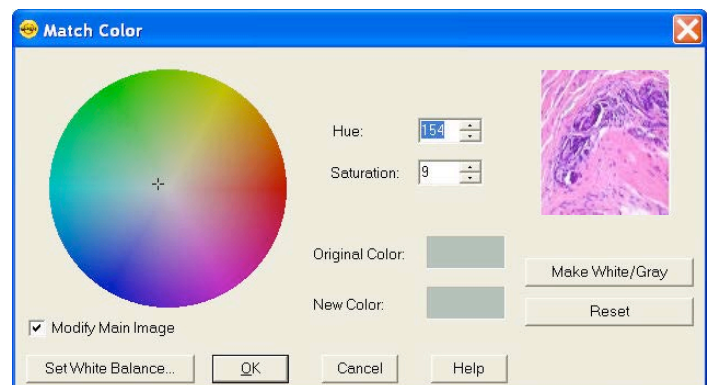 Match Color
Hue: 154
Saturation: 9
Original Color:
Make White/Gray
New Color:
Reset
Modify Main Image
Set White Balance... OK Cancel Help